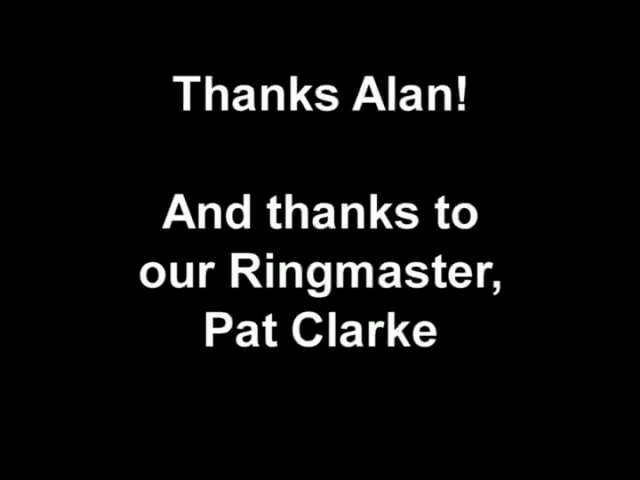 Thanks Alan!
And thanks to
our Ringmaster,
Pat Clarke